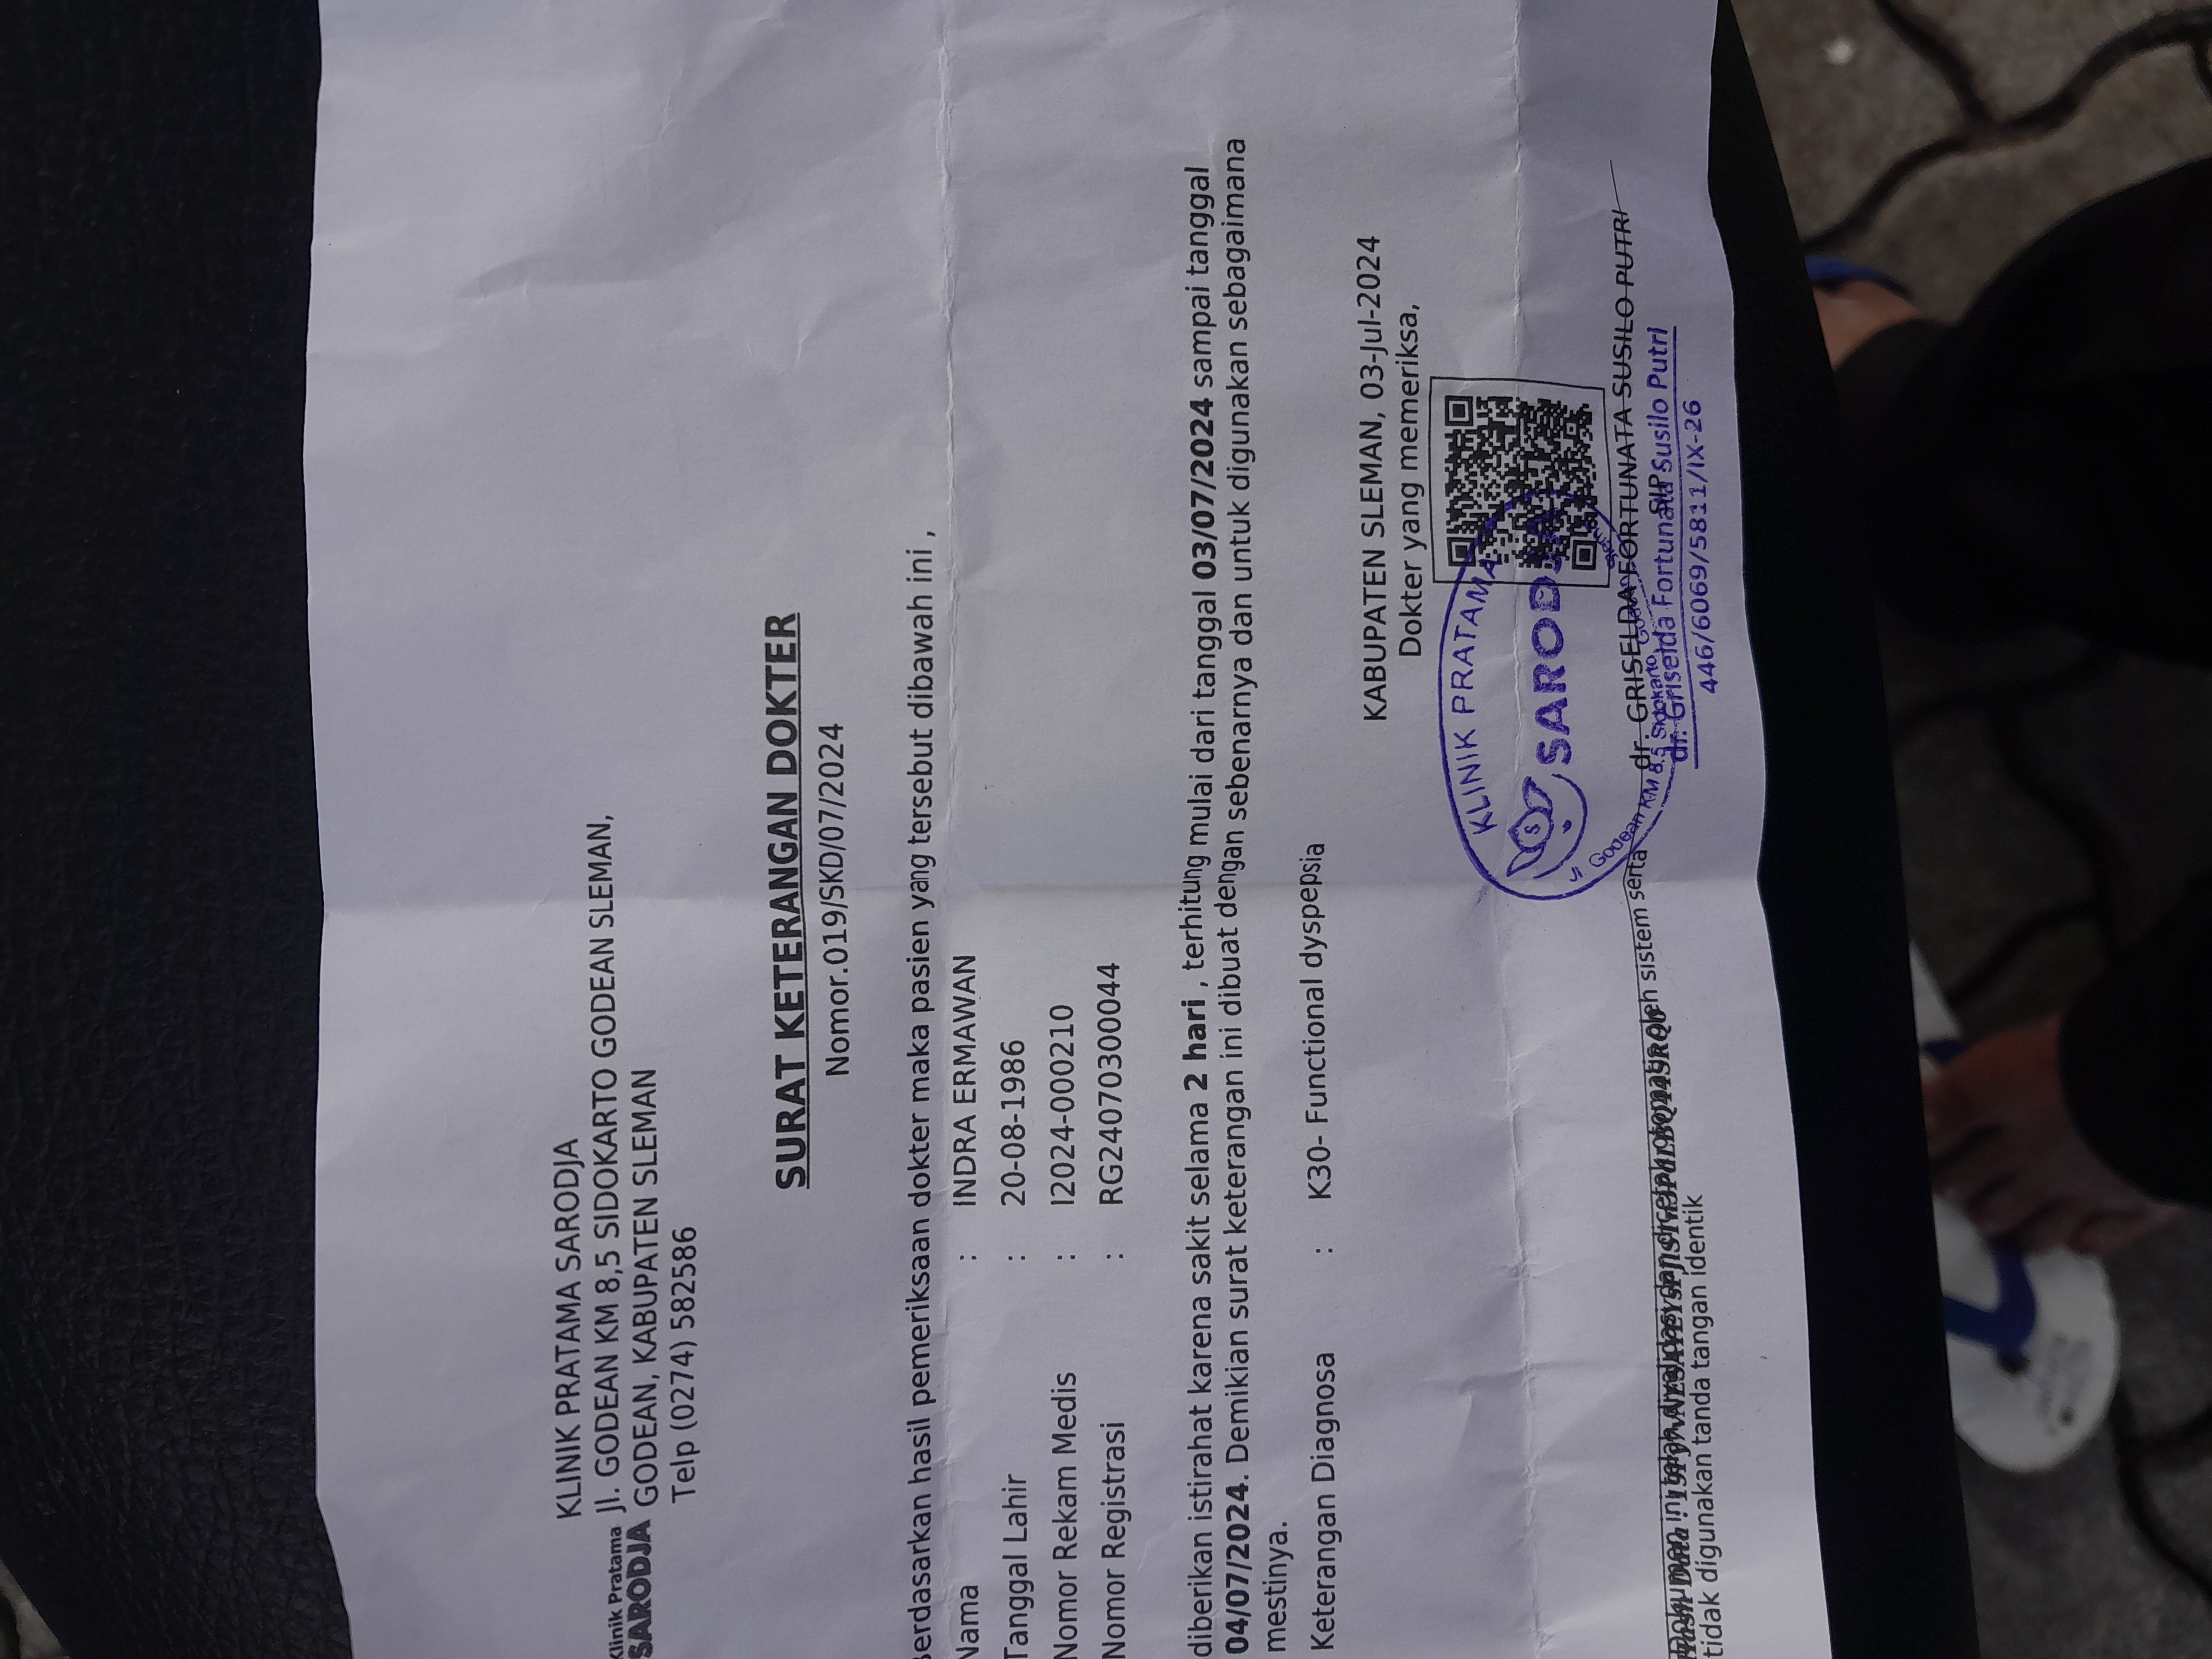 KLINIK PRATAMA SARODJA
Klinik Pratama
SARODJA
Jl. GODEAN KM 8,5 SIDOKARTO GODEAN SLEMAN,
GODEAN, KABUPATEN SLEMAN
Telp (0274) 582586
SURAT KETERANGAN DOKTER
Nomor.019/SKD/07/2024
Berdasarkan hasil pemeriksaan dokter maka pasien yang tersebut dibawah ini ,
Nama : INDRA ERMAWAN
Tanggal Lahir : 20-08-1986
Nomor Rekam Medis : I2024-000210
Nomor Registrasi : RG24070300044
diberikan istirahat karena sakit selama 2 hari , terhitung mulai dari tanggal 03/07/2024 sampai tanggal
04/07/2024. Demikian surat keterangan ini dibuat dengan sebenarnya dan untuk digunakan sebagaimana
mestinya.
Keterangan Diagnosa : K30- Functional dyspepsia
KABUPATEN SLEMAN, 03-Jul-2024
Dokter yang memeriksa,
KLINIK PRATAMA
SARODJA
Jl. Godean KM 8,5 Sidokarto, Godean, Sleman
dr. GRISELDA FORTUNATA SUSILO PUTRI
SIP.
dr. Griselda Fortunata Susilo Putri
446/6069/5811/IX-26
Dokumen ini telah divalidasi dan dicetak otomatis oleh sistem serta
Hash Data :
tidak digunakan tanda tangan identik